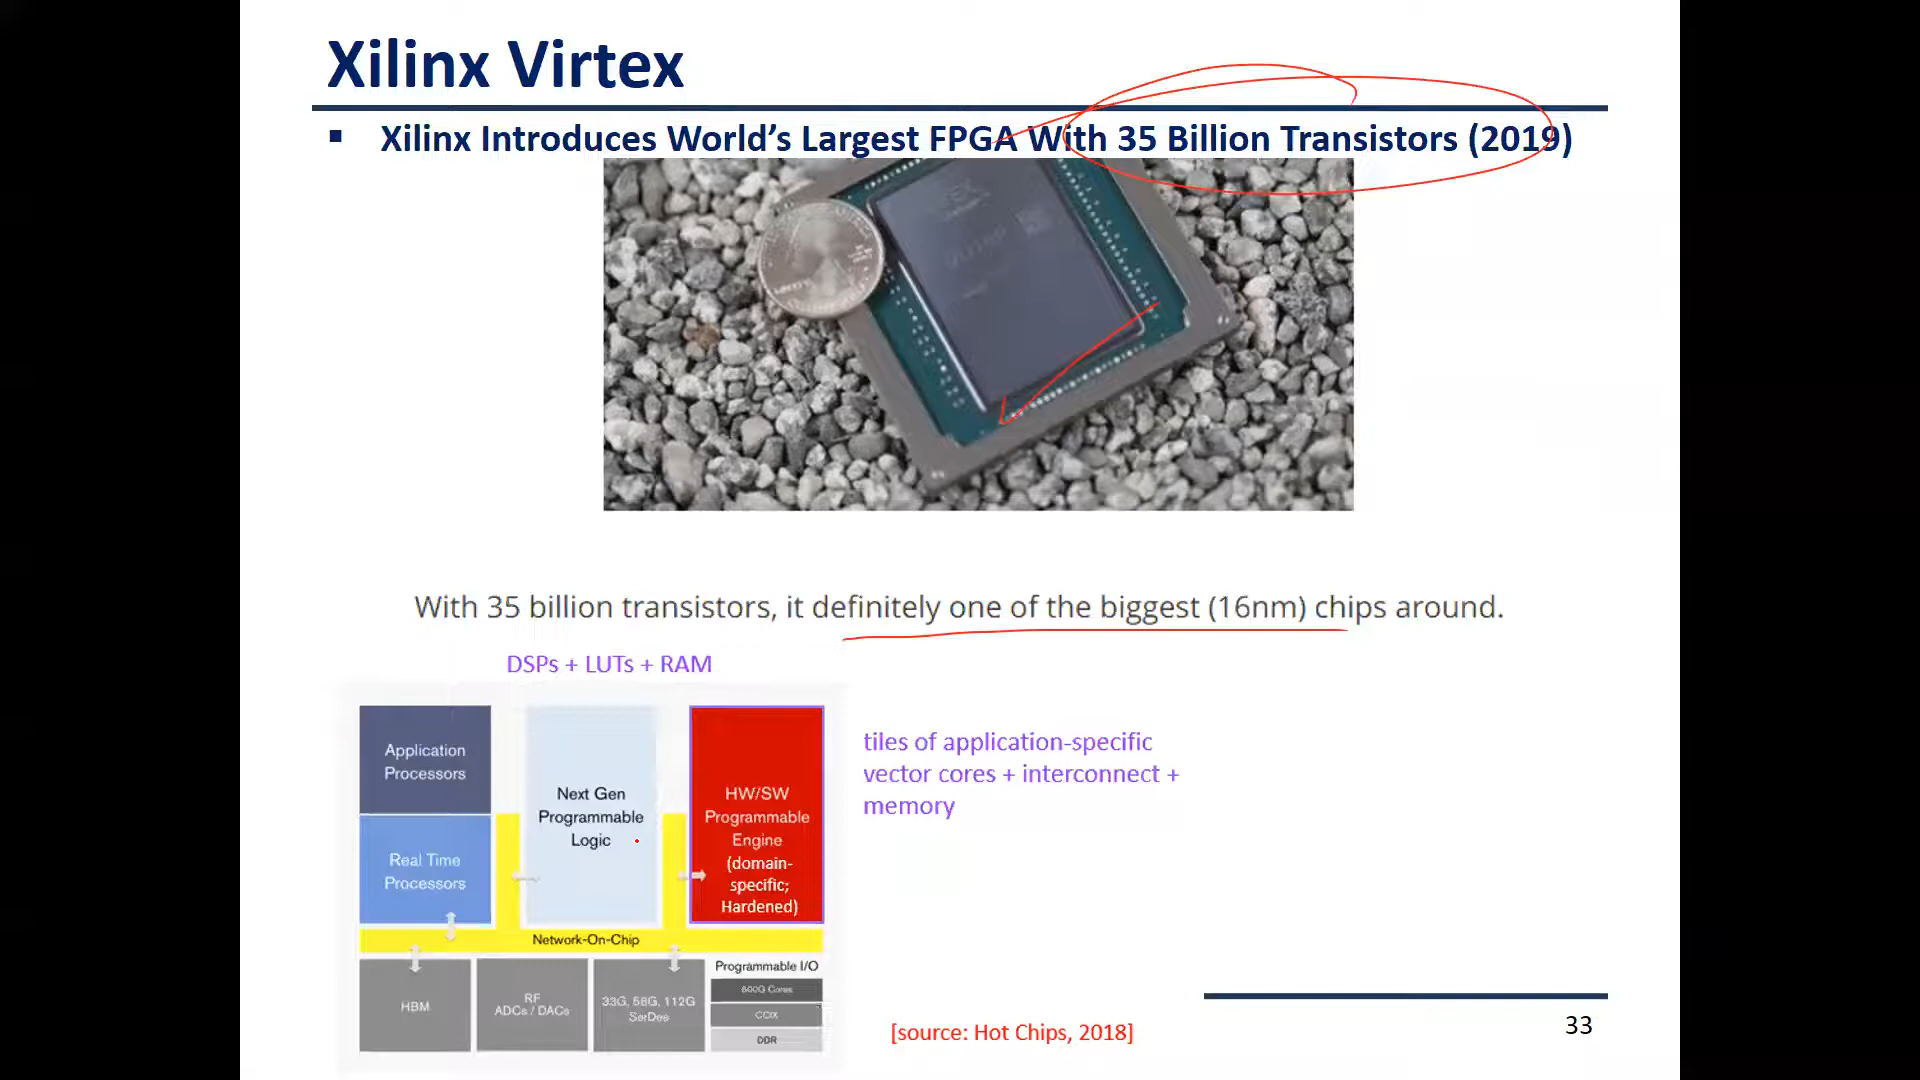 Xilinx Virtex
▪ Xilinx Introduces World's Largest FPGA With 35 Billion Transistors (2019)
With 35 billion transistors, it definitely one of the biggest (16nm) chips around.
DSPs + LUTs + RAM
Application
Processors
Real Time
Processors
Next Gen
Programmable
Logic
HW/SW
Programmable
Engine
(domain-
specific;
Hardened)
tiles of application-specific
vector cores + interconnect +
memory
Network-On-Chip
HBM
RF
ADCs / DACs
33G, 58G, 112G
SerDes
Programmable I/O
600G Cores
CCIX
DDR
[source: Hot Chips, 2018]
33